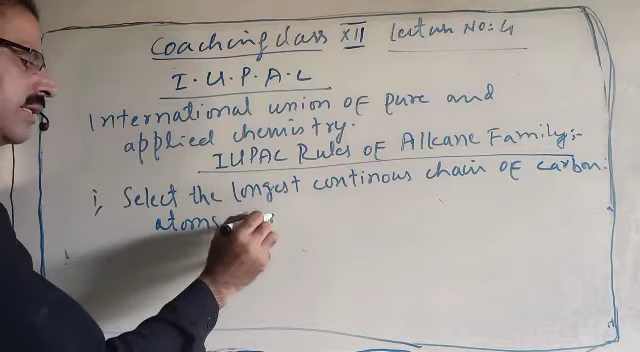 Coaching class XII lecture No: 4
I.U.P.A.C
International union of pure and
applied chemistry.
IUPAC Rules of Alkane Family:-
i, Select the longest continous chain of carbon
atoms